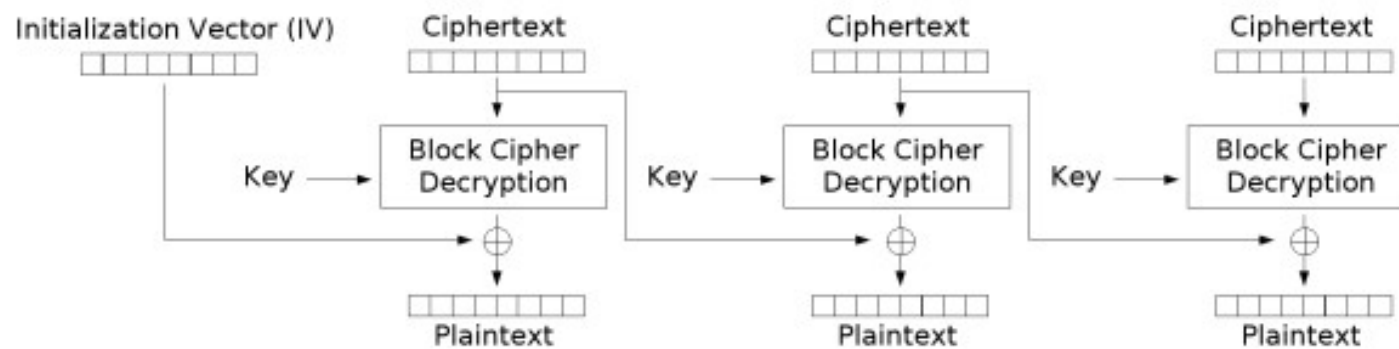 Initialization Vector (IV)
Ciphertext
Ciphertext
Ciphertext
Key
Block Cipher
Decryption
Key
Block Cipher
Decryption
Key
Block Cipher
Decryption
Plaintext
Plaintext
Plaintext